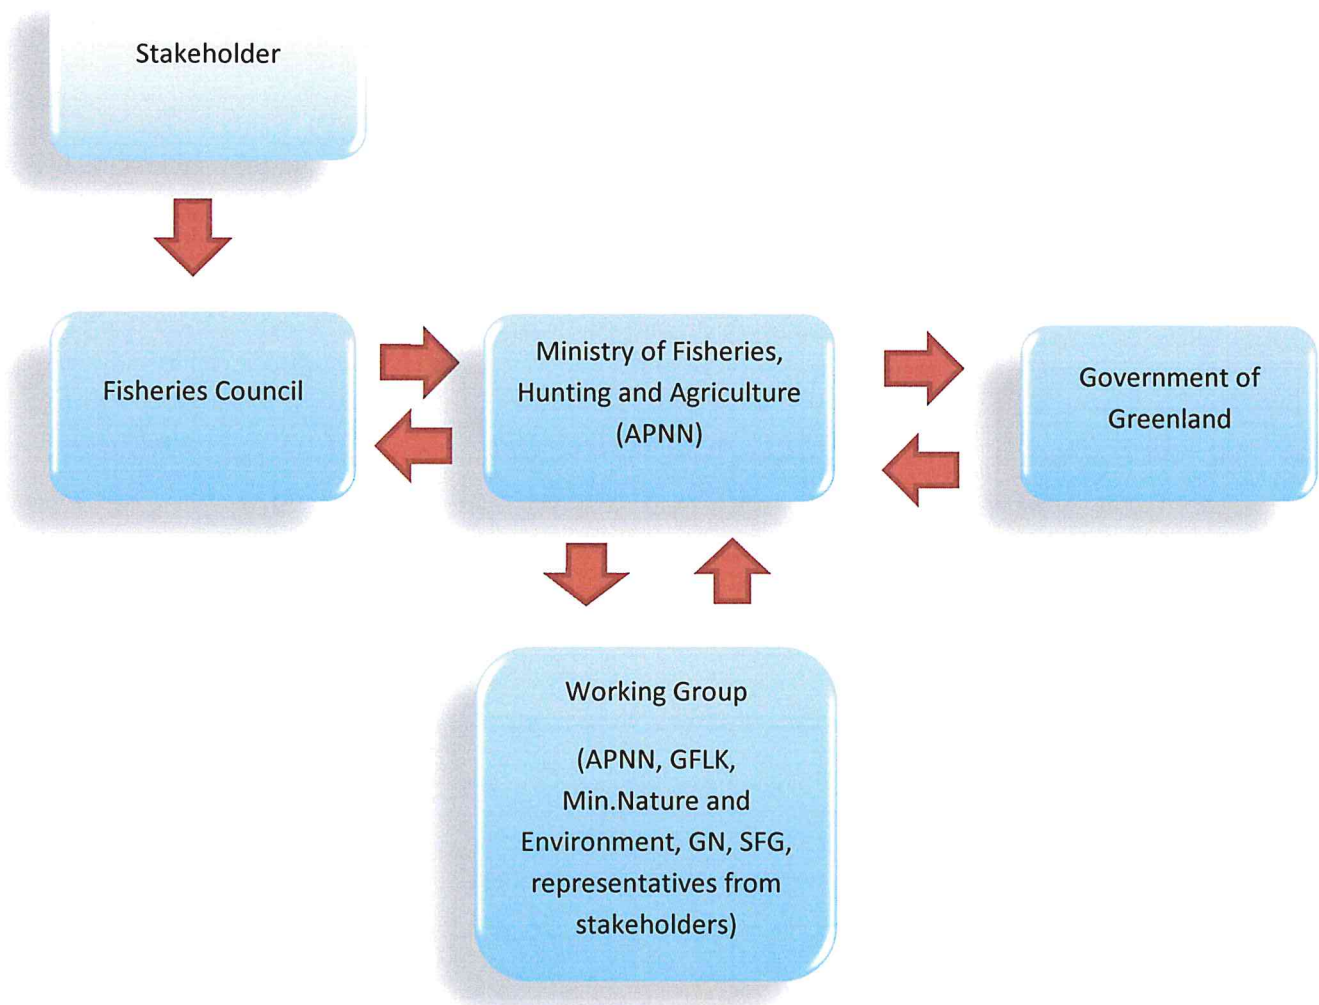 Stakeholder
Fisheries Council
Ministry of Fisheries,
Hunting and Agriculture
(APNN)
Government of
Greenland
Working Group
(APNN, GFLK,
Min.Nature and
Environment, GN, SFG,
representatives from
stakeholders)